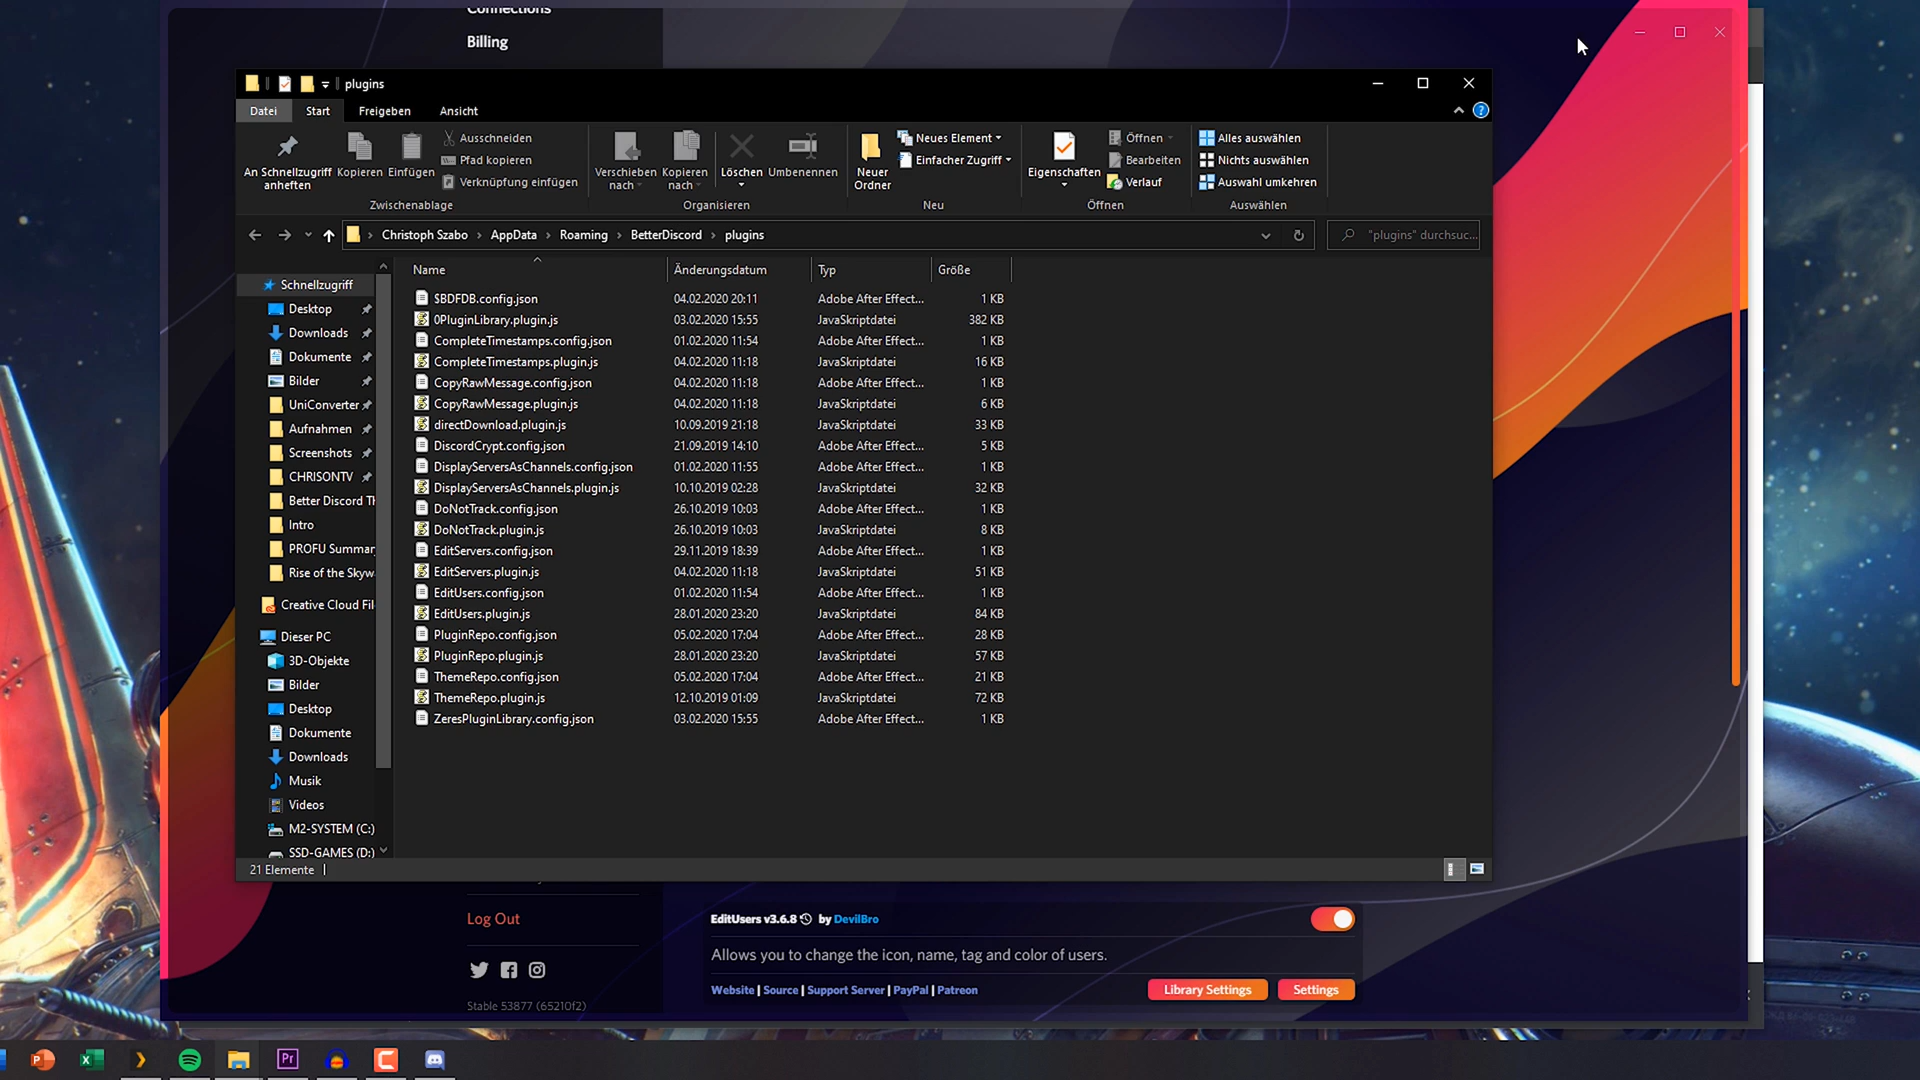 Connections
Billing
plugins
Datei Start Freigeben Ansicht
An Schnellzugriff anheften
Kopieren
Einfügen
Ausschneiden
Pfad kopieren
Verknüpfung einfügen
Zwischenablage
Verschieben nach
Kopieren nach
Löschen
Umbenennen
Organisieren
Neuer Ordner
Neues Element
Einfacher Zugriff
Neu
Eigenschaften
Öffnen
Bearbeiten
Verlauf
Öffnen
Alles auswählen
Nichts auswählen
Auswahl umkehren
Auswählen
Christoph Szabo > AppData > Roaming > BetterDiscord > plugins
"plugins" durchsuc...
Schnellzugriff
Desktop
Downloads
Dokumente
Bilder
UniConverter
Aufnahmen
Screenshots
CHRISONTV
Better Discord Th
Intro
PROFU Summar
Rise of the Skyw
Creative Cloud Fil
Dieser PC
3D-Objekte
Bilder
Desktop
Dokumente
Downloads
Musik
Videos
M2-SYSTEM (C:)
SSD-GAMES (D:)
Name Änderungsdatum Typ Größe
$BDFDB.config.json 04.02.2020 20:11 Adobe After Effect... 1 KB
0PluginLibrary.plugin.js 03.02.2020 15:55 JavaSkriptdatei 382 KB
CompleteTimestamps.config.json 01.02.2020 11:54 Adobe After Effect... 1 KB
CompleteTimestamps.plugin.js 04.02.2020 11:18 JavaSkriptdatei 16 KB
CopyRawMessage.config.json 04.02.2020 11:18 Adobe After Effect... 1 KB
CopyRawMessage.plugin.js 04.02.2020 11:18 JavaSkriptdatei 6 KB
directDownload.plugin.js 10.09.2019 21:18 JavaSkriptdatei 33 KB
DiscordCrypt.config.json 21.09.2019 14:10 Adobe After Effect... 5 KB
DisplayServersAsChannels.config.json 01.02.2020 11:55 Adobe After Effect... 1 KB
DisplayServersAsChannels.plugin.js 10.10.2019 02:28 JavaSkriptdatei 32 KB
DoNotTrack.config.json 26.10.2019 10:03 Adobe After Effect... 1 KB
DoNotTrack.plugin.js 26.10.2019 10:03 JavaSkriptdatei 8 KB
EditServers.config.json 29.11.2019 18:39 Adobe After Effect... 1 KB
EditServers.plugin.js 04.02.2020 11:18 JavaSkriptdatei 51 KB
EditUsers.config.json 01.02.2020 11:54 Adobe After Effect... 1 KB
EditUsers.plugin.js 28.01.2020 23:20 JavaSkriptdatei 84 KB
PluginRepo.config.json 05.02.2020 17:04 Adobe After Effect... 28 KB
PluginRepo.plugin.js 28.01.2020 23:20 JavaSkriptdatei 57 KB
ThemeRepo.config.json 05.02.2020 17:04 Adobe After Effect... 21 KB
ThemeRepo.plugin.js 12.10.2019 01:09 JavaSkriptdatei 72 KB
ZeresPluginLibrary.config.json 03.02.2020 15:55 Adobe After Effect... 1 KB
21 Elemente
Log Out
Stable 53877 (65210f2)
EditUsers v3.6.8 by DevilBro
Allows you to change the icon, name, tag and color of users.
Website | Source | Support Server | PayPal | Patreon
Library Settings
Settings
Pr